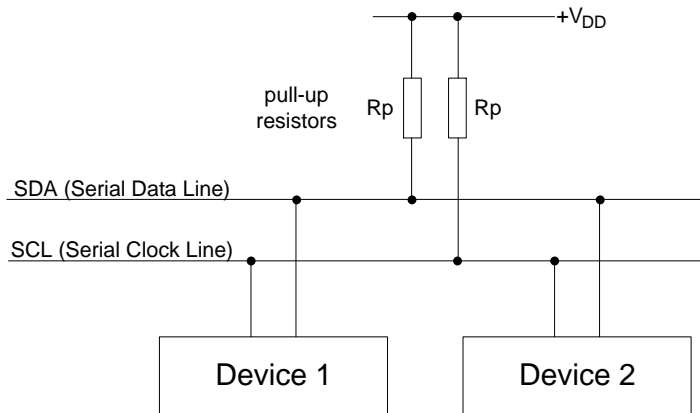 +VDD
pull-up
resistors
Rp
Rp
SDA (Serial Data Line)
SCL (Serial Clock Line)
Device 1
Device 2